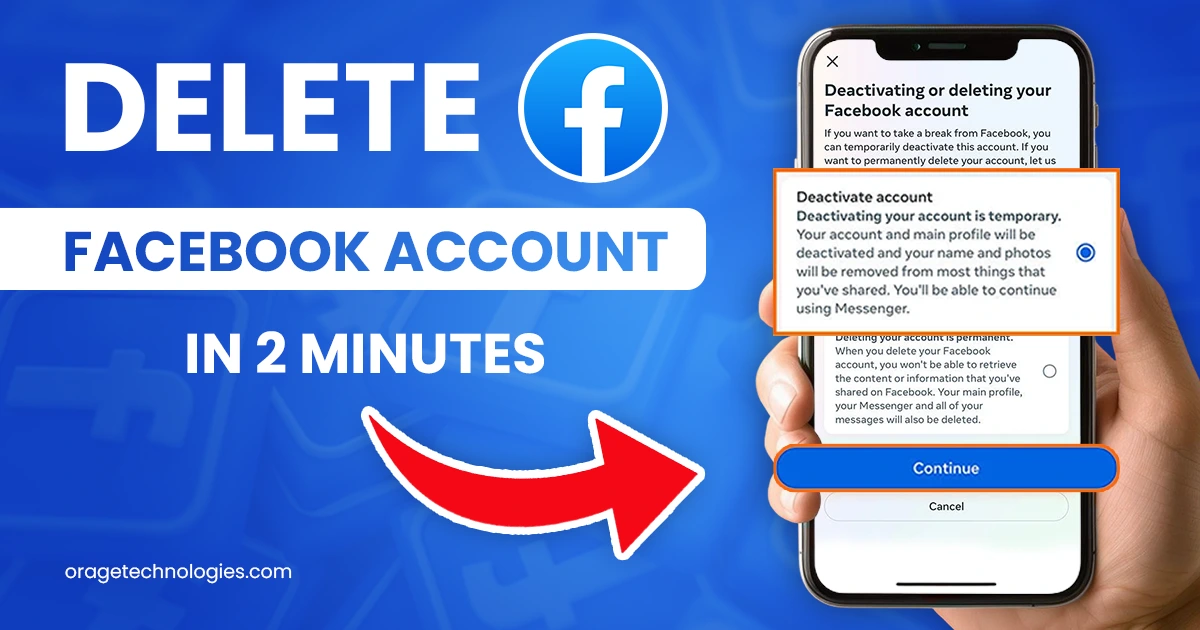 DELETE
FACEBOOK ACCOUNT
IN 2 MINUTES
oragetechnologies.com
Deactivating or deleting your
Facebook account
If you want to take a break from Facebook, you
can temporarily deactivate this account. If you
want to permanently delete your account, let us
Deactivate account
Deactivating your account is temporary.
Your account and main profile will be
deactivated and your name and photos
will be removed from most things that
you've shared. You'll be able to continue
using Messenger.
Deleting your account is permanent.
When you delete your Facebook
account, you won't be able to retrieve
the content or information that you've
shared on Facebook. Your main profile,
your Messenger and all of your
messages will also be deleted.
Continue
Cancel